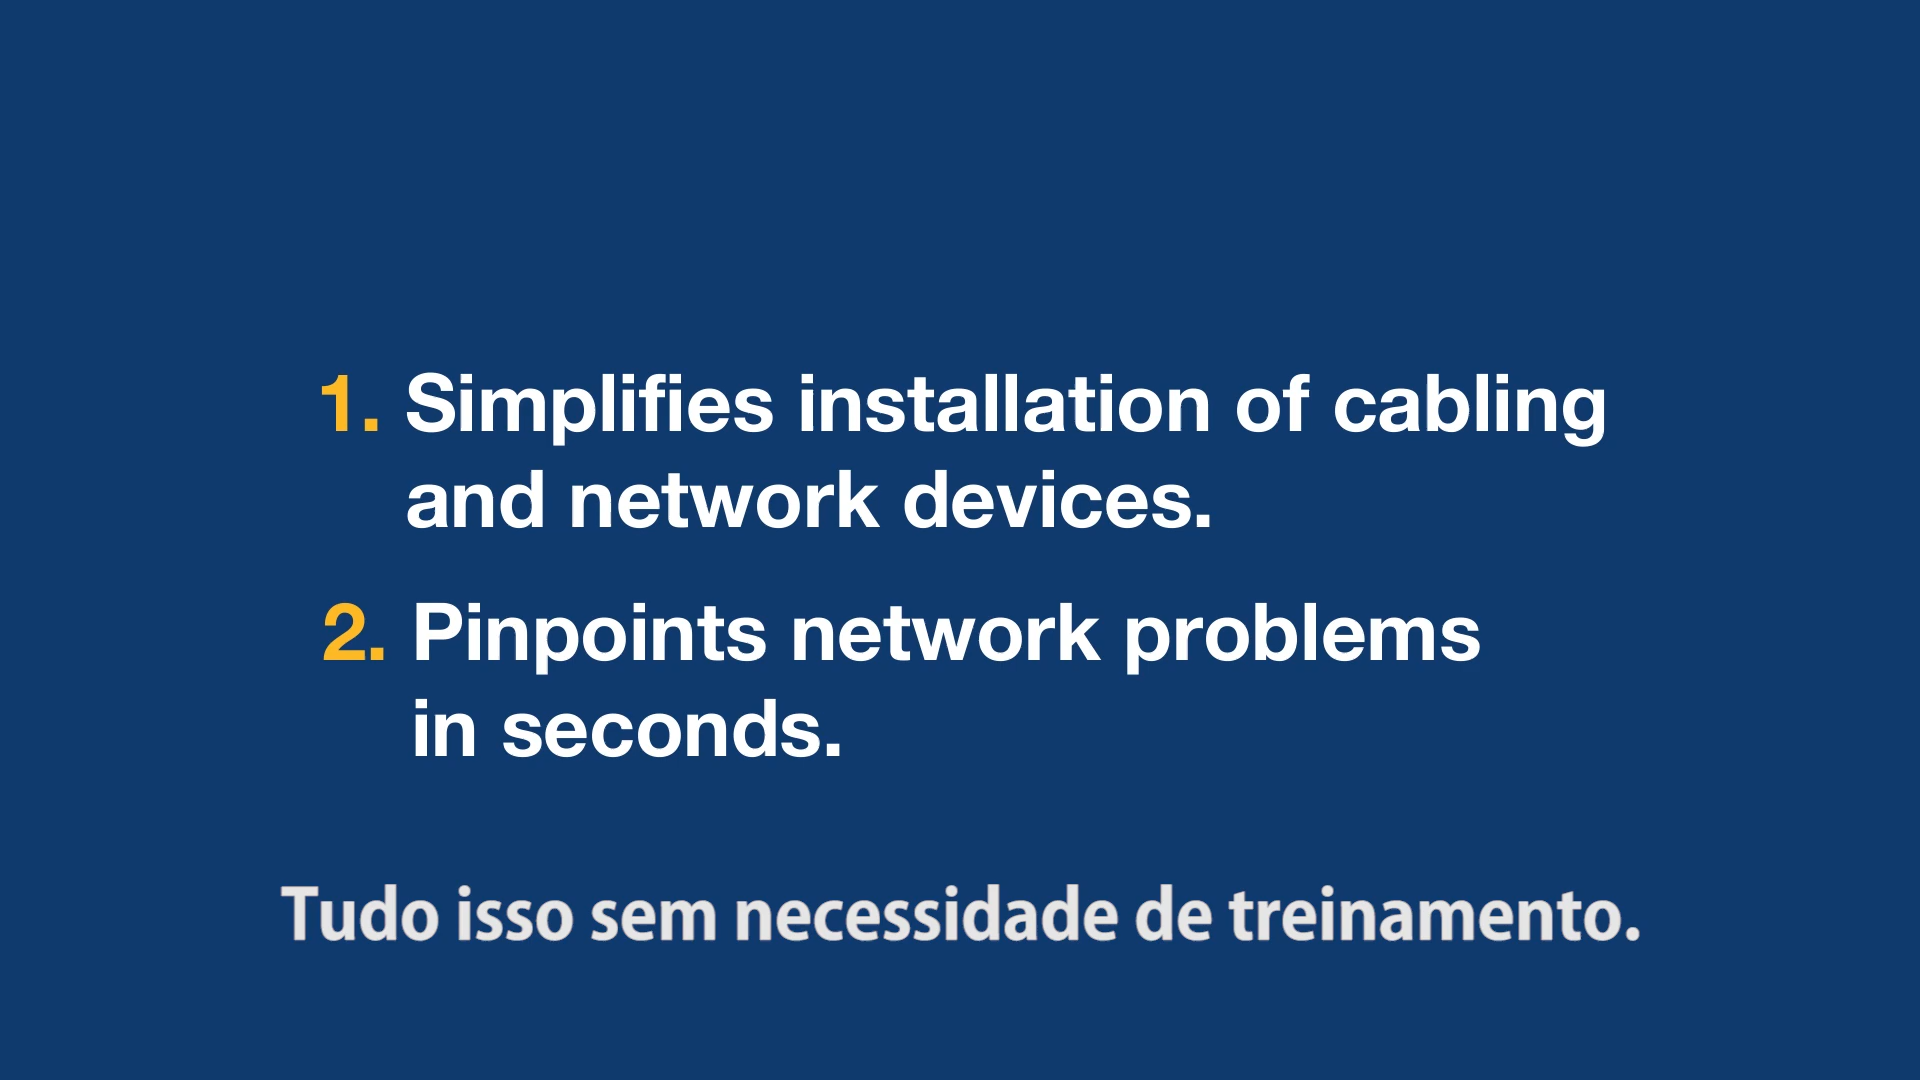 1. Simplifies installation of cabling
and network devices.
2. Pinpoints network problems
in seconds.
Tudo isso sem necessidade de treinamento.